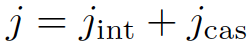 j = j_int + j_cas